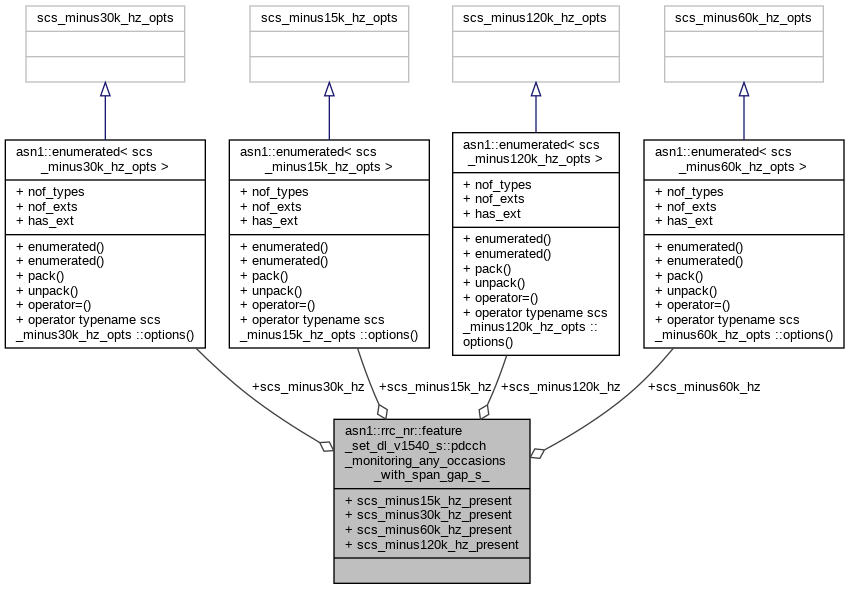 scs_minus30k_hz_opts
scs_minus15k_hz_opts
scs_minus120k_hz_opts
scs_minus60k_hz_opts
asn1::enumerated< scs
_minus30k_hz_opts >
+ nof_types
+ nof_exts
+ has_ext
+ enumerated()
+ enumerated()
+ pack()
+ unpack()
+ operator=()
+ operator typename scs
_minus30k_hz_opts ::options()
asn1::enumerated< scs
_minus15k_hz_opts >
+ nof_types
+ nof_exts
+ has_ext
+ enumerated()
+ enumerated()
+ pack()
+ unpack()
+ operator=()
+ operator typename scs
_minus15k_hz_opts ::options()
asn1::enumerated< scs
_minus120k_hz_opts >
+ nof_types
+ nof_exts
+ has_ext
+ enumerated()
+ enumerated()
+ pack()
+ unpack()
+ operator=()
+ operator typename scs
_minus120k_hz_opts ::
options()
asn1::enumerated< scs
_minus60k_hz_opts >
+ nof_types
+ nof_exts
+ has_ext
+ enumerated()
+ enumerated()
+ pack()
+ unpack()
+ operator=()
+ operator typename scs
_minus60k_hz_opts ::options()
+scs_minus30k_hz
+scs_minus15k_hz
+scs_minus120k_hz
+scs_minus60k_hz
asn1::rrc_nr::feature
_set_dl_v1540_s::pdcch
_monitoring_any_occasions
_with_span_gap_s_
+ scs_minus15k_hz_present
+ scs_minus30k_hz_present
+ scs_minus60k_hz_present
+ scs_minus120k_hz_present